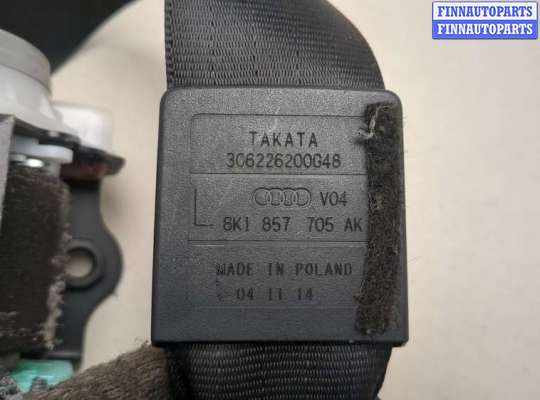 FINNAUTOPARTS
FINNAUTOPARTS
TAKATA
306226200G48
V04
8K1 857 705 AK
MADE IN POLAND
04 11 14